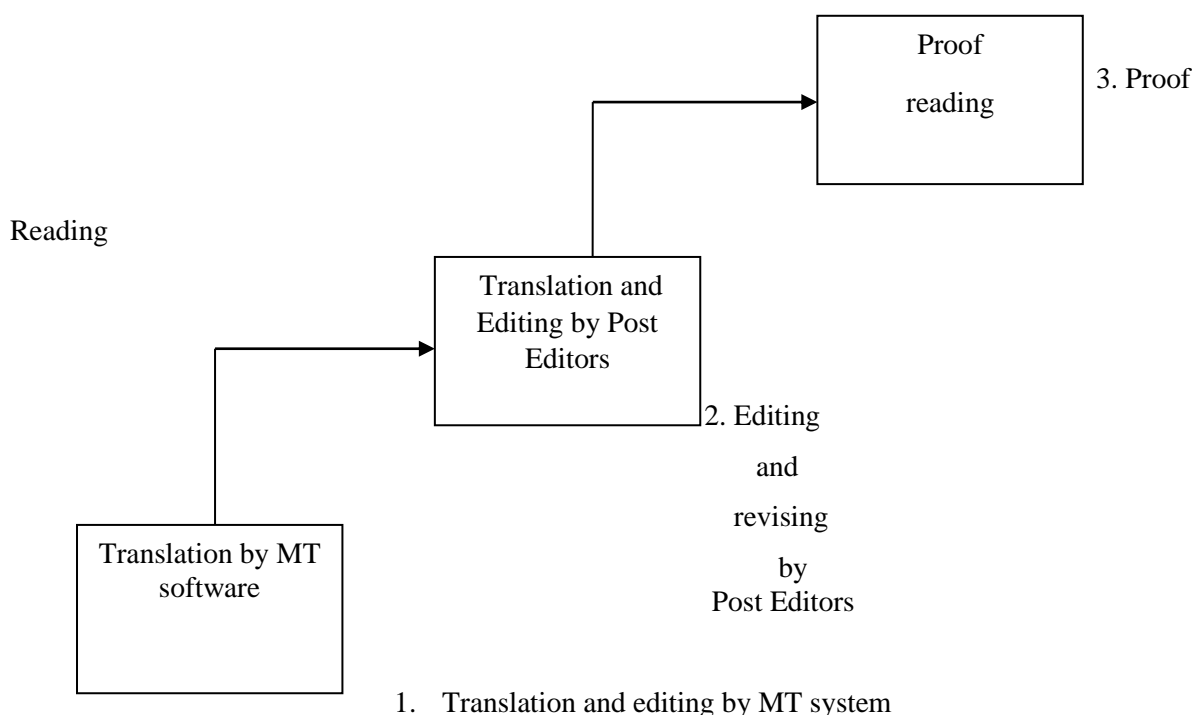 Proof
reading
3. Proof
Reading
Translation and
Editing by Post
Editors
2. Editing
and
revising
by
Post Editors
Translation by MT
software
1. Translation and editing by MT system